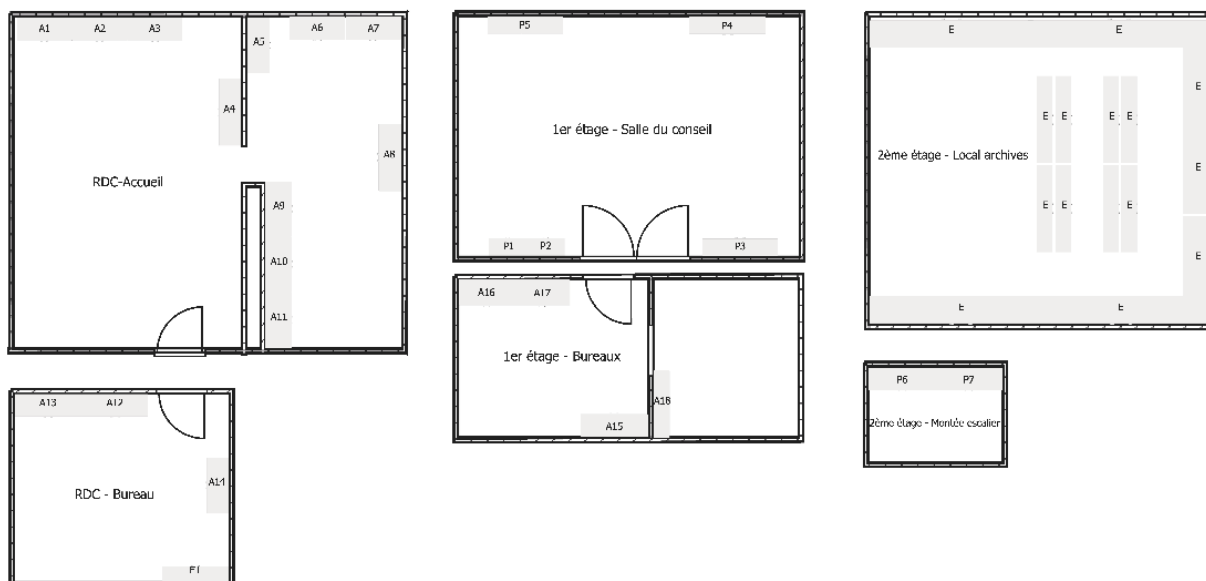 A1 A2 A3 A5 A6 A7
A4
A8
RDC-Accueil
A9
A10
A11
A13 A12
A14
RDC - Bureau
P5 P4
1er étage - Salle du conseil
P1 P2 P3
A16 A17
1er étage - Bureaux
A18
A15
E E
E
E E E E
2ème étage - Local archives
E
E E E E
E
E E
P6 P7
2ème étage - Montée escalier